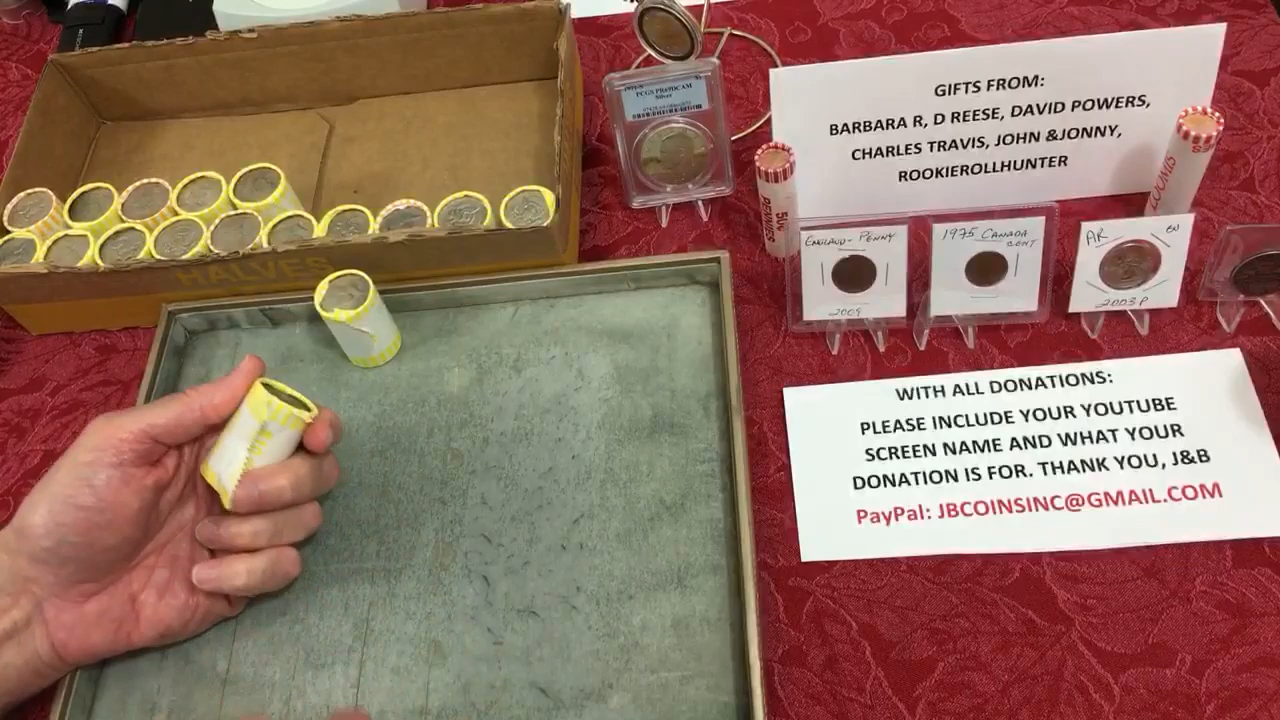 GIFTS FROM:
BARBARA R, D REESE, DAVID POWERS,
CHARLES TRAVIS, JOHN &JONNY,
ROOKIEROLLHUNTER
PCGS PR69DCAM
Silver
HALVES
50¢
PENNIES
LOOMIS
ENGLAND-PENNY
2009
1975 CANADA
CENT
AR
2003 P
WITH ALL DONATIONS:
PLEASE INCLUDE YOUR YOUTUBE
SCREEN NAME AND WHAT YOUR
DONATION IS FOR. THANK YOU, J&B
PayPal: JBCOINSINC@GMAIL.COM